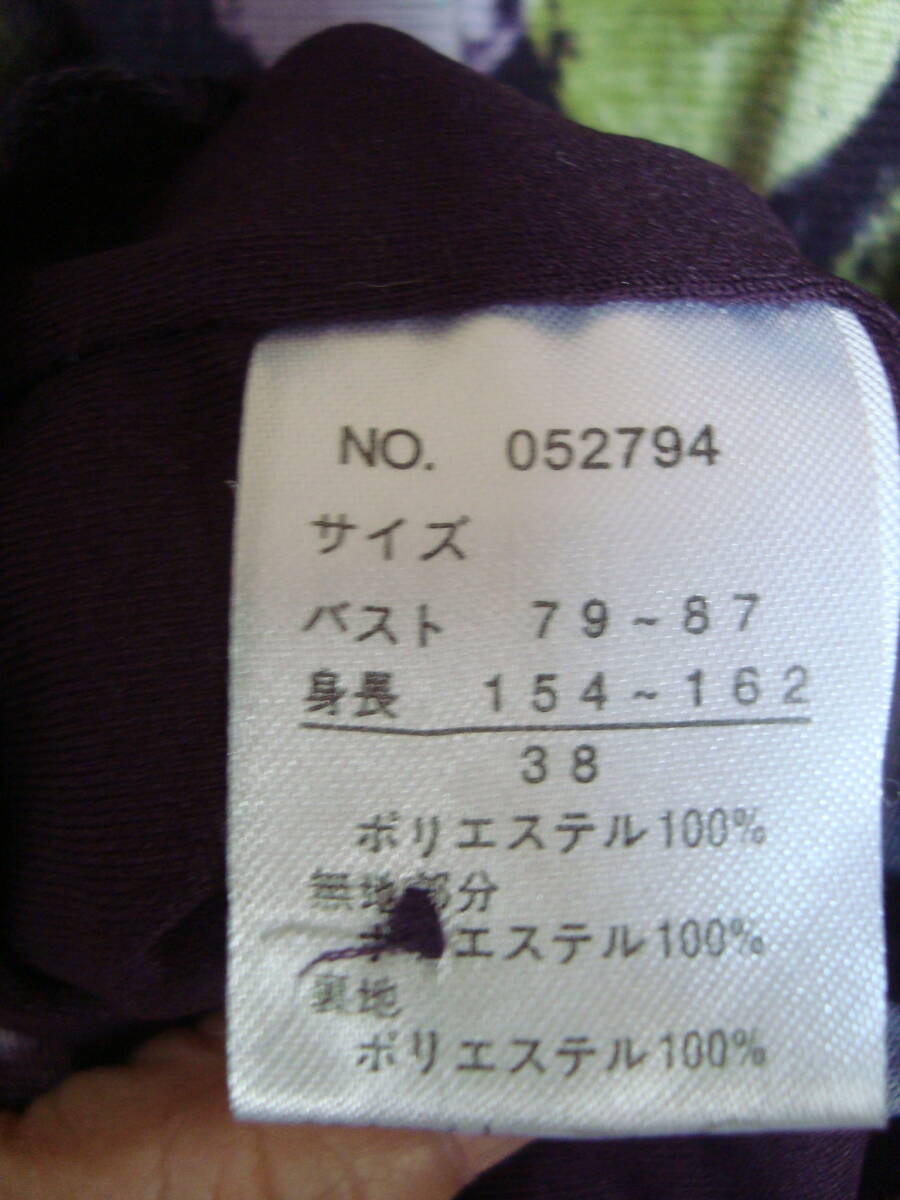 NO. 052794
サイズ
バスト 79~87
身長 154~162
38
ポリエステル100%
無地部分
ポリエステル100%
裏地
ポリエステル100%